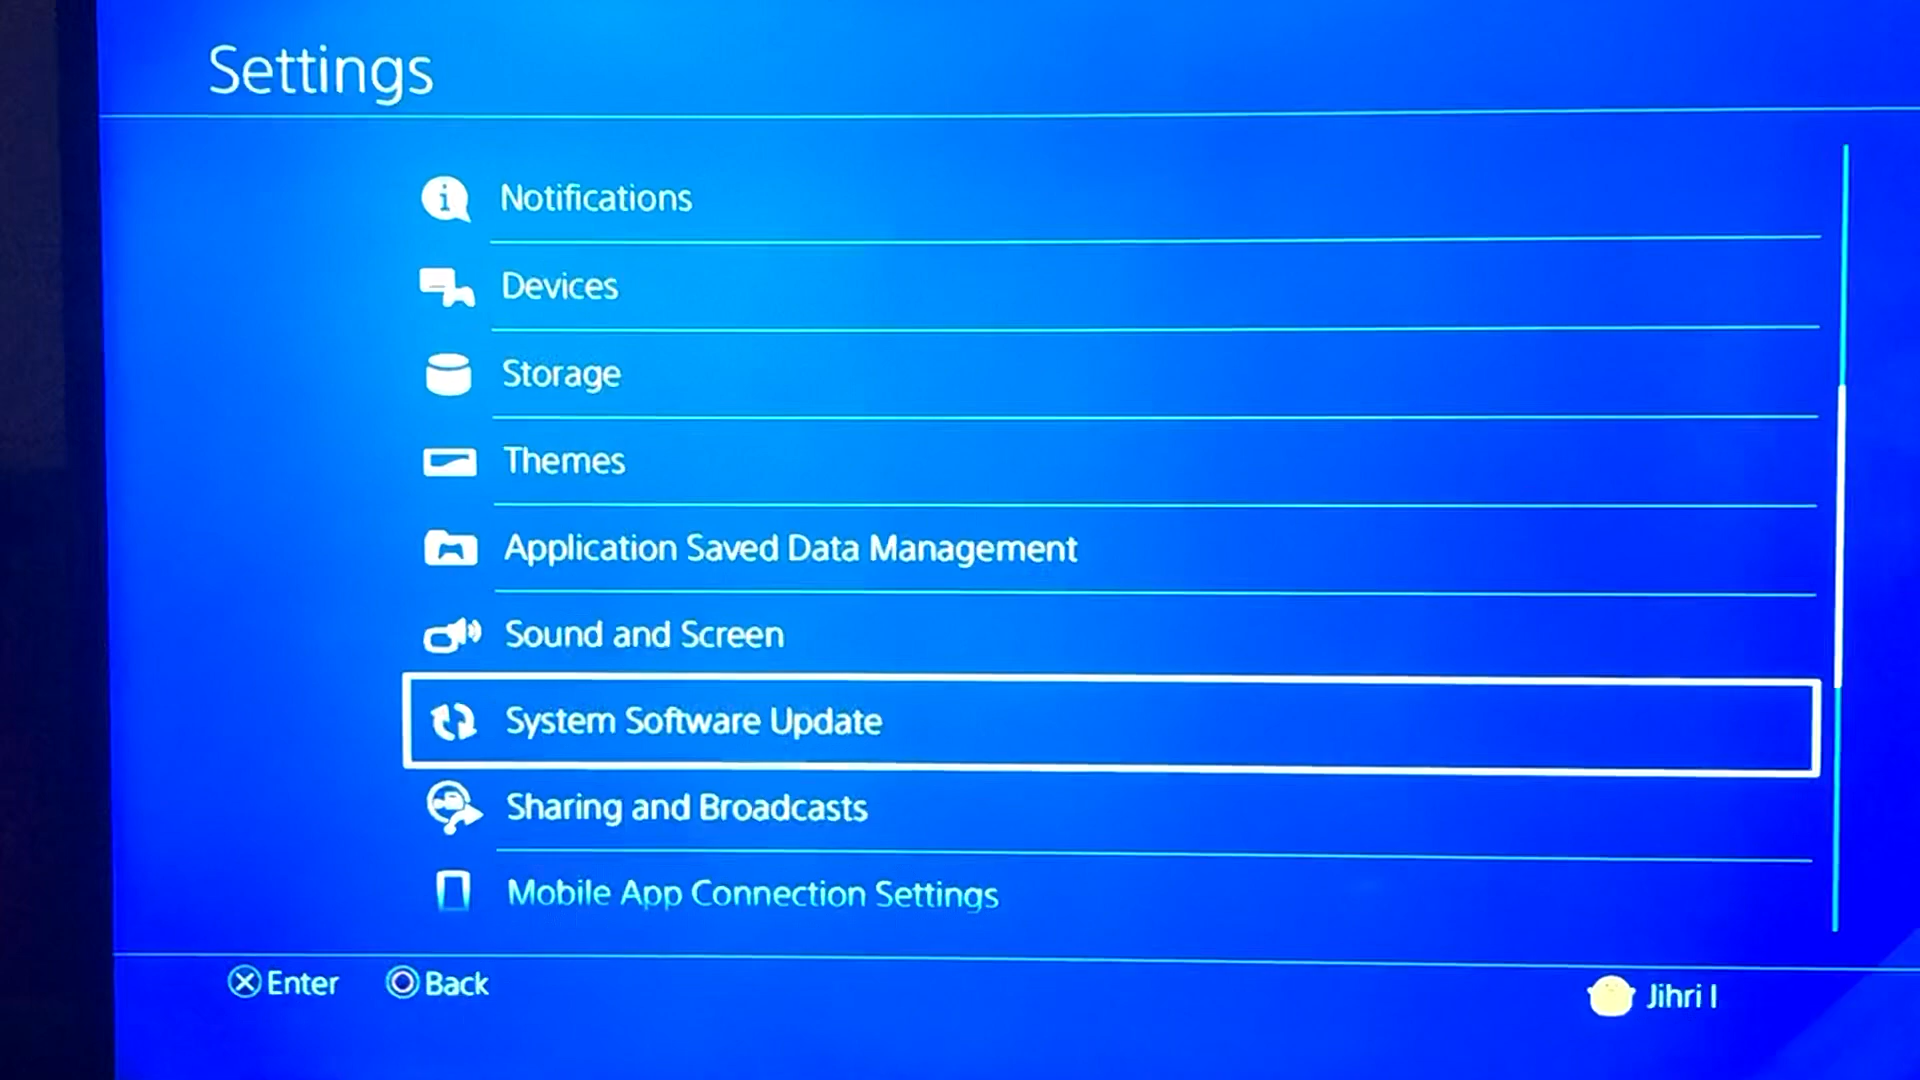 Settings
Notifications
Devices
Storage
Themes
Application Saved Data Management
Sound and Screen
System Software Update
Sharing and Broadcasts
Mobile App Connection Settings
Enter
Back
Jihri I